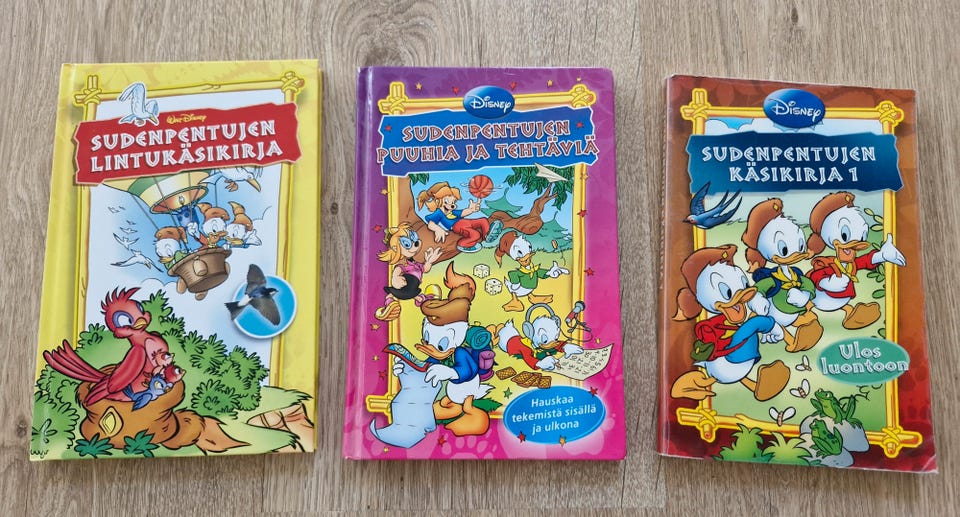 Walt Disney
SUDENPENTUJEN
LINTUKÄSIKIRJA
Disney
SUDENPENTUJEN
PUUHIA JA TEHTÄVIÄ
Hauskaa
tekemistä sisällä
ja ulkona
Disney
SUDENPENTUJEN
KÄSIKIRJA 1
Ulos
luontoon